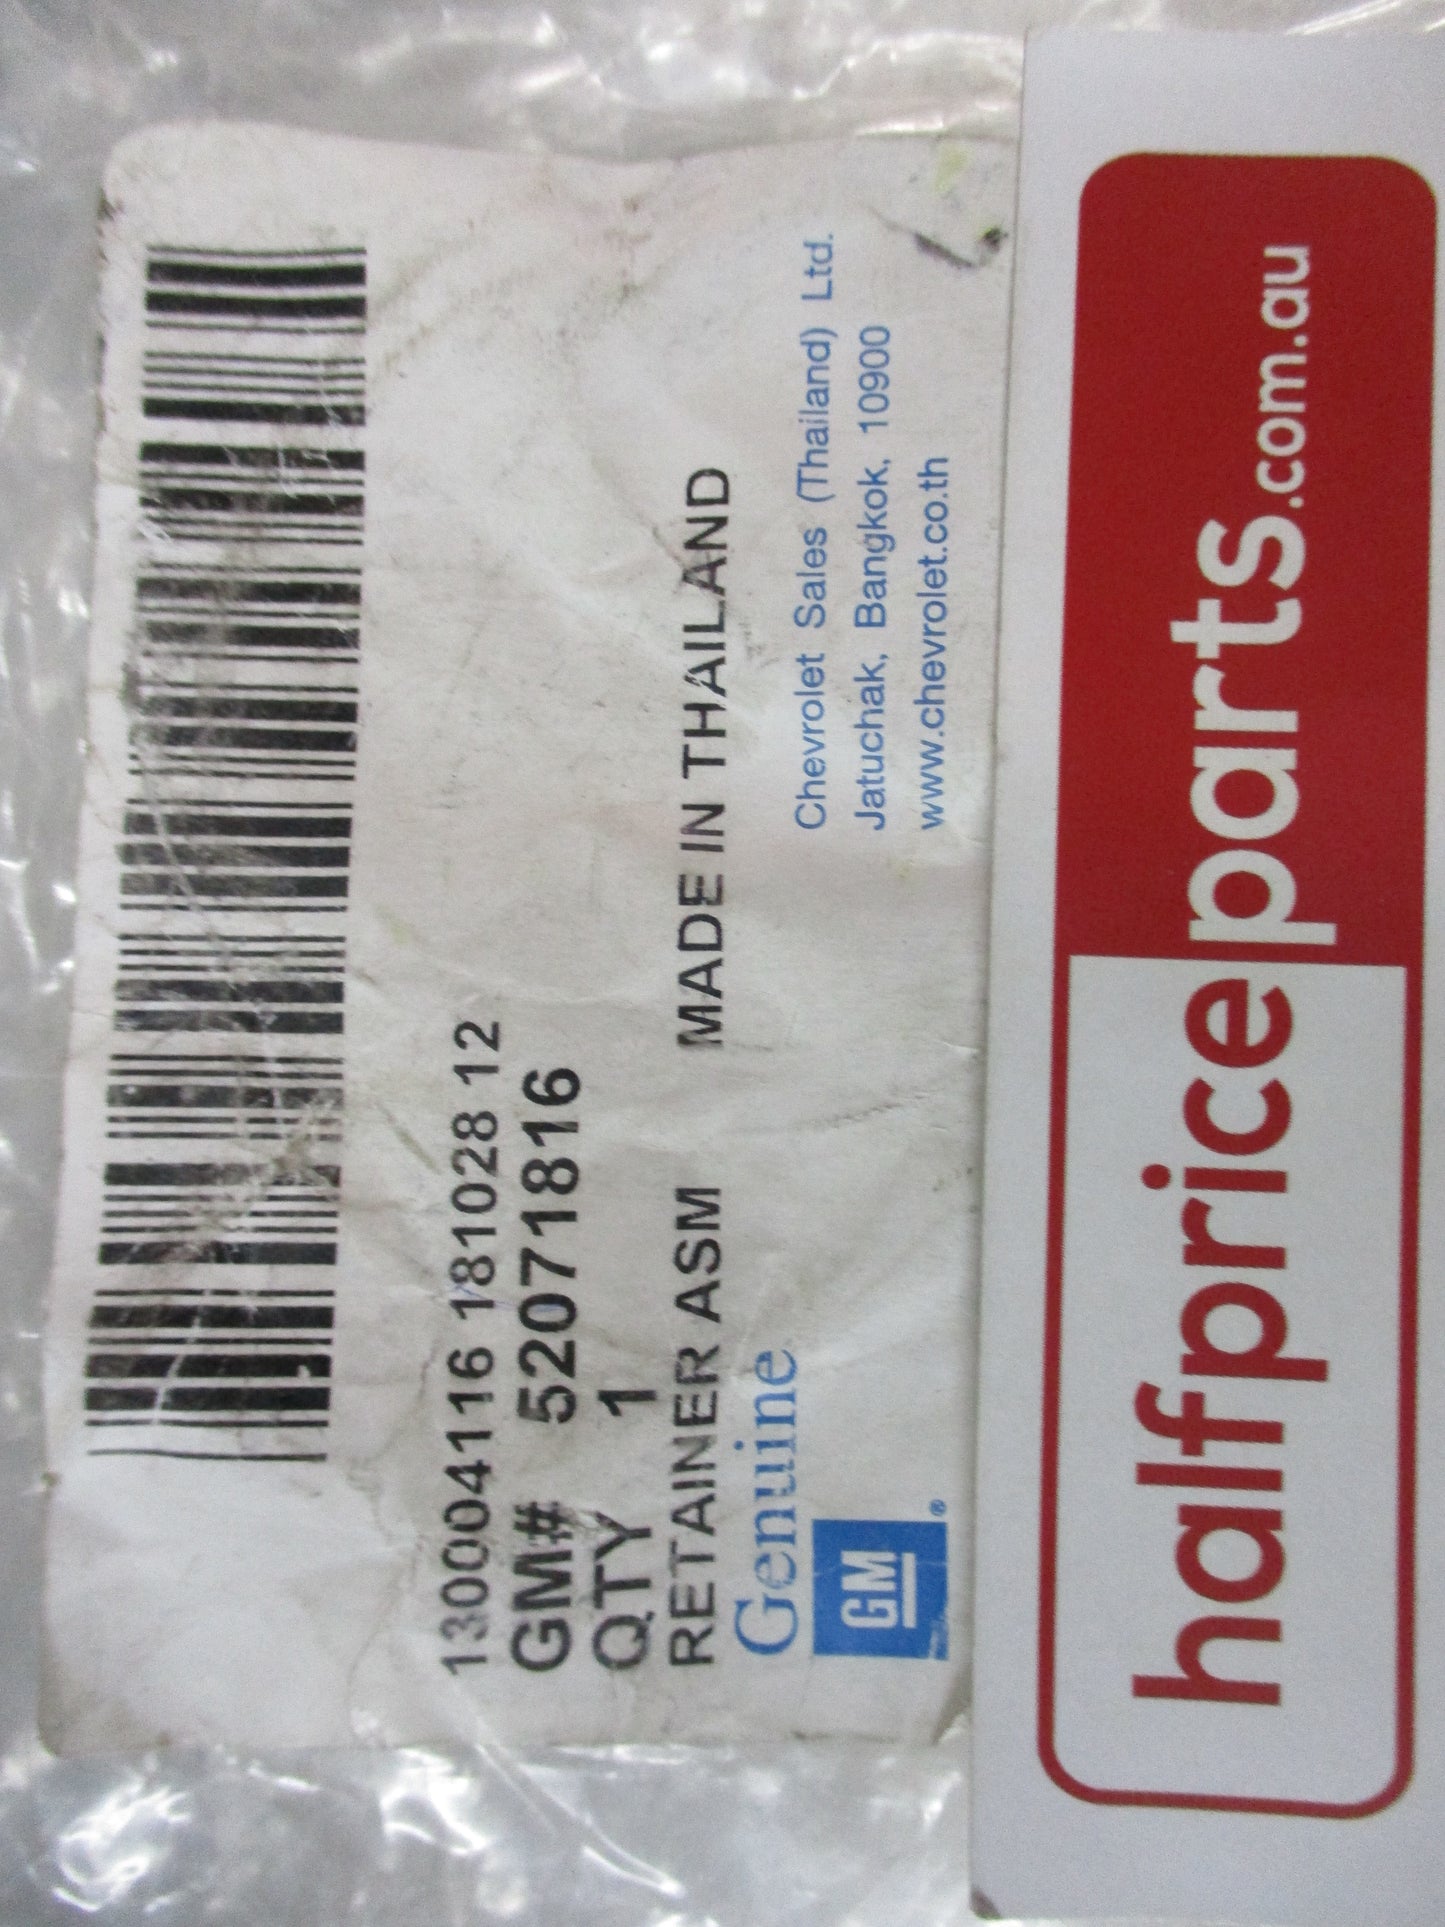 130004116 181028 12
GM# 52071816
QTY 1
RETAINER ASM MADE IN THAILAND
Genuine
GM®
Chevrolet Sales (Thailand) Ltd.
Jatuchak, Bangkok, 10900
www.chevrolet.co.th
halfpriceparts.com.au